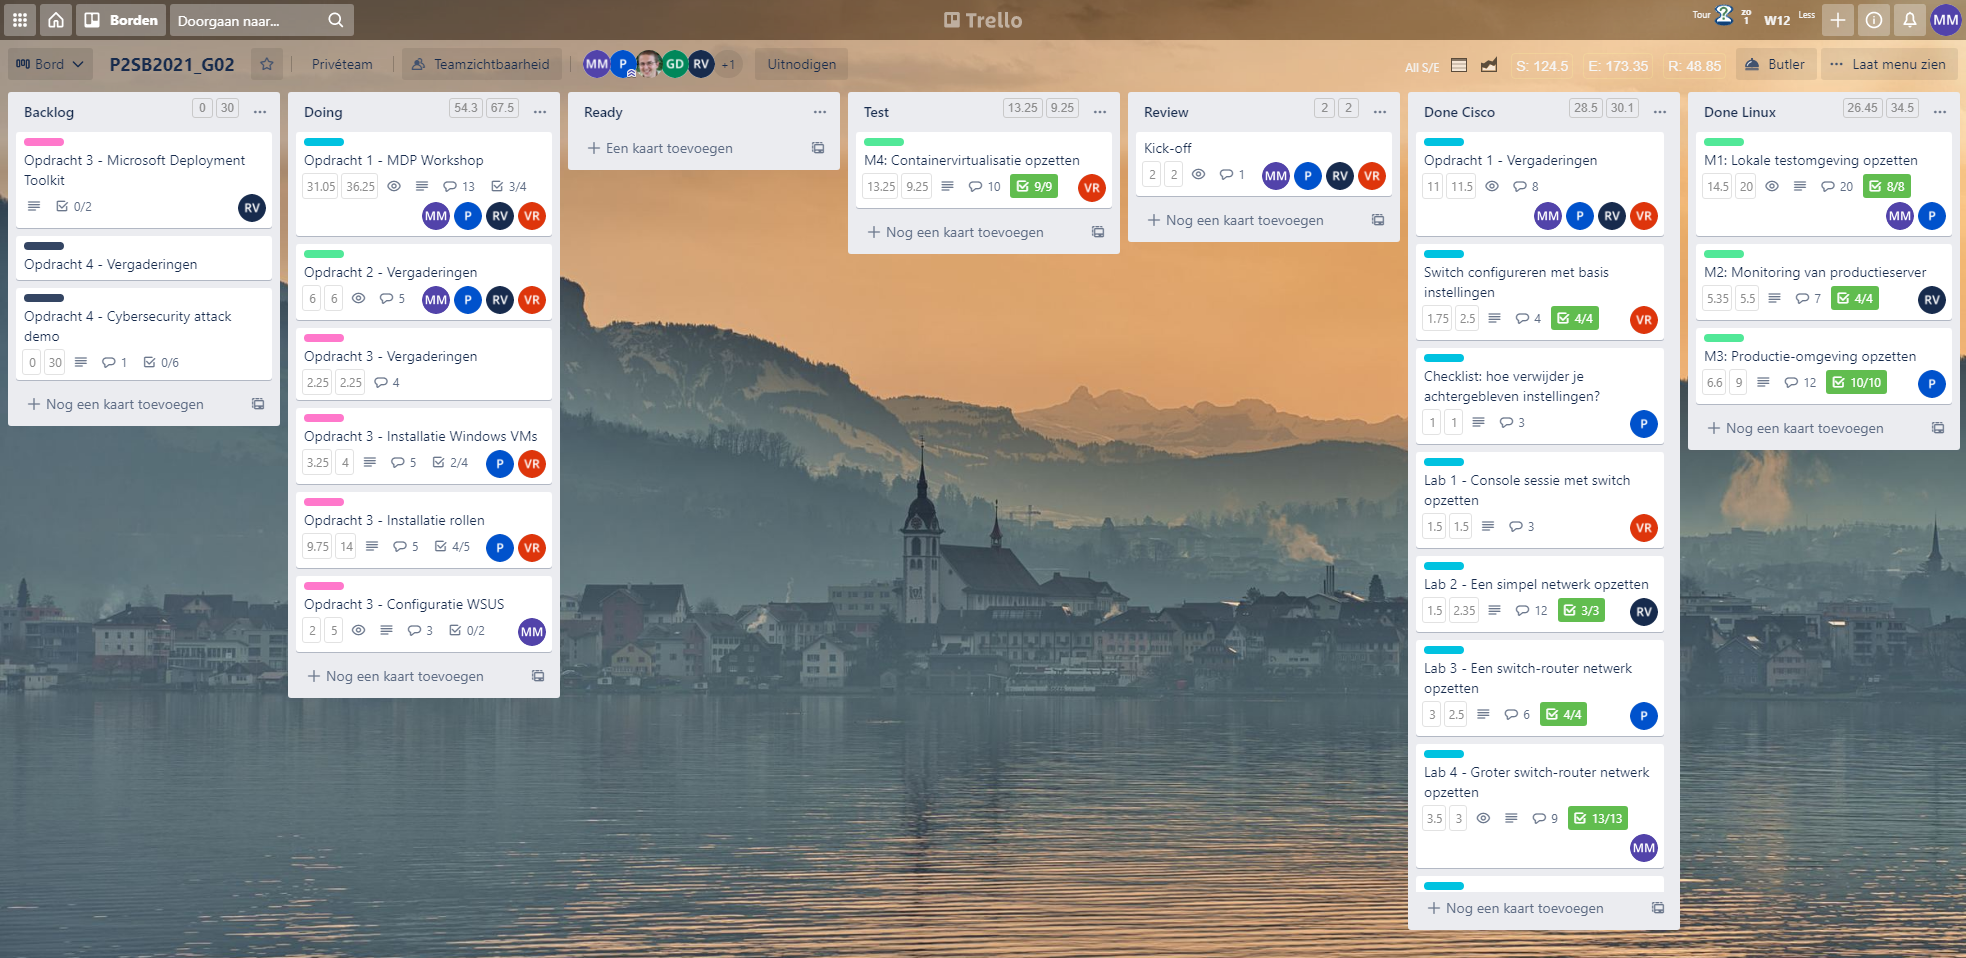 Borden
Doorgaan naar...
Trello
Tour
zo
1
W12
Less
MM
Bord
P2SB2021_G02
Privéteam
Teamzichtbaarheid
MM P GD RV +1
Uitnodigen
All S/E
S: 124.5
E: 173.35
R: 48.85
Butler
Laat menu zien
Backlog
0 30
Opdracht 3 - Microsoft Deployment
Toolkit
0/2
RV
Opdracht 4 - Vergaderingen
Opdracht 4 - Cybersecurity attack
demo
0 30 1 0/6
Nog een kaart toevoegen
Doing
54.3 67.5
Opdracht 1 - MDP Workshop
31.05 36.25 13 3/4
MM P RV VR
Opdracht 2 - Vergaderingen
6 6 5 MM P RV VR
Opdracht 3 - Vergaderingen
2.25 2.25 4
Opdracht 3 - Installatie Windows VMs
3.25 4 5 2/4 P VR
Opdracht 3 - Installatie rollen
9.75 14 5 4/5 P VR
Opdracht 3 - Configuratie WSUS
2 5 3 0/2 MM
Nog een kaart toevoegen
Ready
Een kaart toevoegen
Test
13.25 9.25
M4: Containervirtualisatie opzetten
13.25 9.25 10 9/9 VR
Nog een kaart toevoegen
Review
2 2
Kick-off
2 2 1 MM P RV VR
Nog een kaart toevoegen
Done Cisco
28.5 30.1
Opdracht 1 - Vergaderingen
11 11.5 8
MM P RV VR
Switch configureren met basis
instellingen
1.75 2.5 4 4/4 VR
Checklist: hoe verwijder je
achtergebleven instellingen?
1 1 3 P
Lab 1 - Console sessie met switch
opzetten
1.5 1.5 3 VR
Lab 2 - Een simpel netwerk opzetten
1.5 2.35 12 3/3 RV
Lab 3 - Een switch-router netwerk
opzetten
3 2.5 6 4/4 P
Lab 4 - Groter switch-router netwerk
opzetten
3.5 3 9 13/13
MM
Nog een kaart toevoegen
Done Linux
26.45 34.5
M1: Lokale testomgeving opzetten
14.5 20 20 8/8
MM P
M2: Monitoring van productieserver
5.35 5.5 7 4/4 RV
M3: Productie-omgeving opzetten
6.6 9 12 10/10 P
Nog een kaart toevoegen